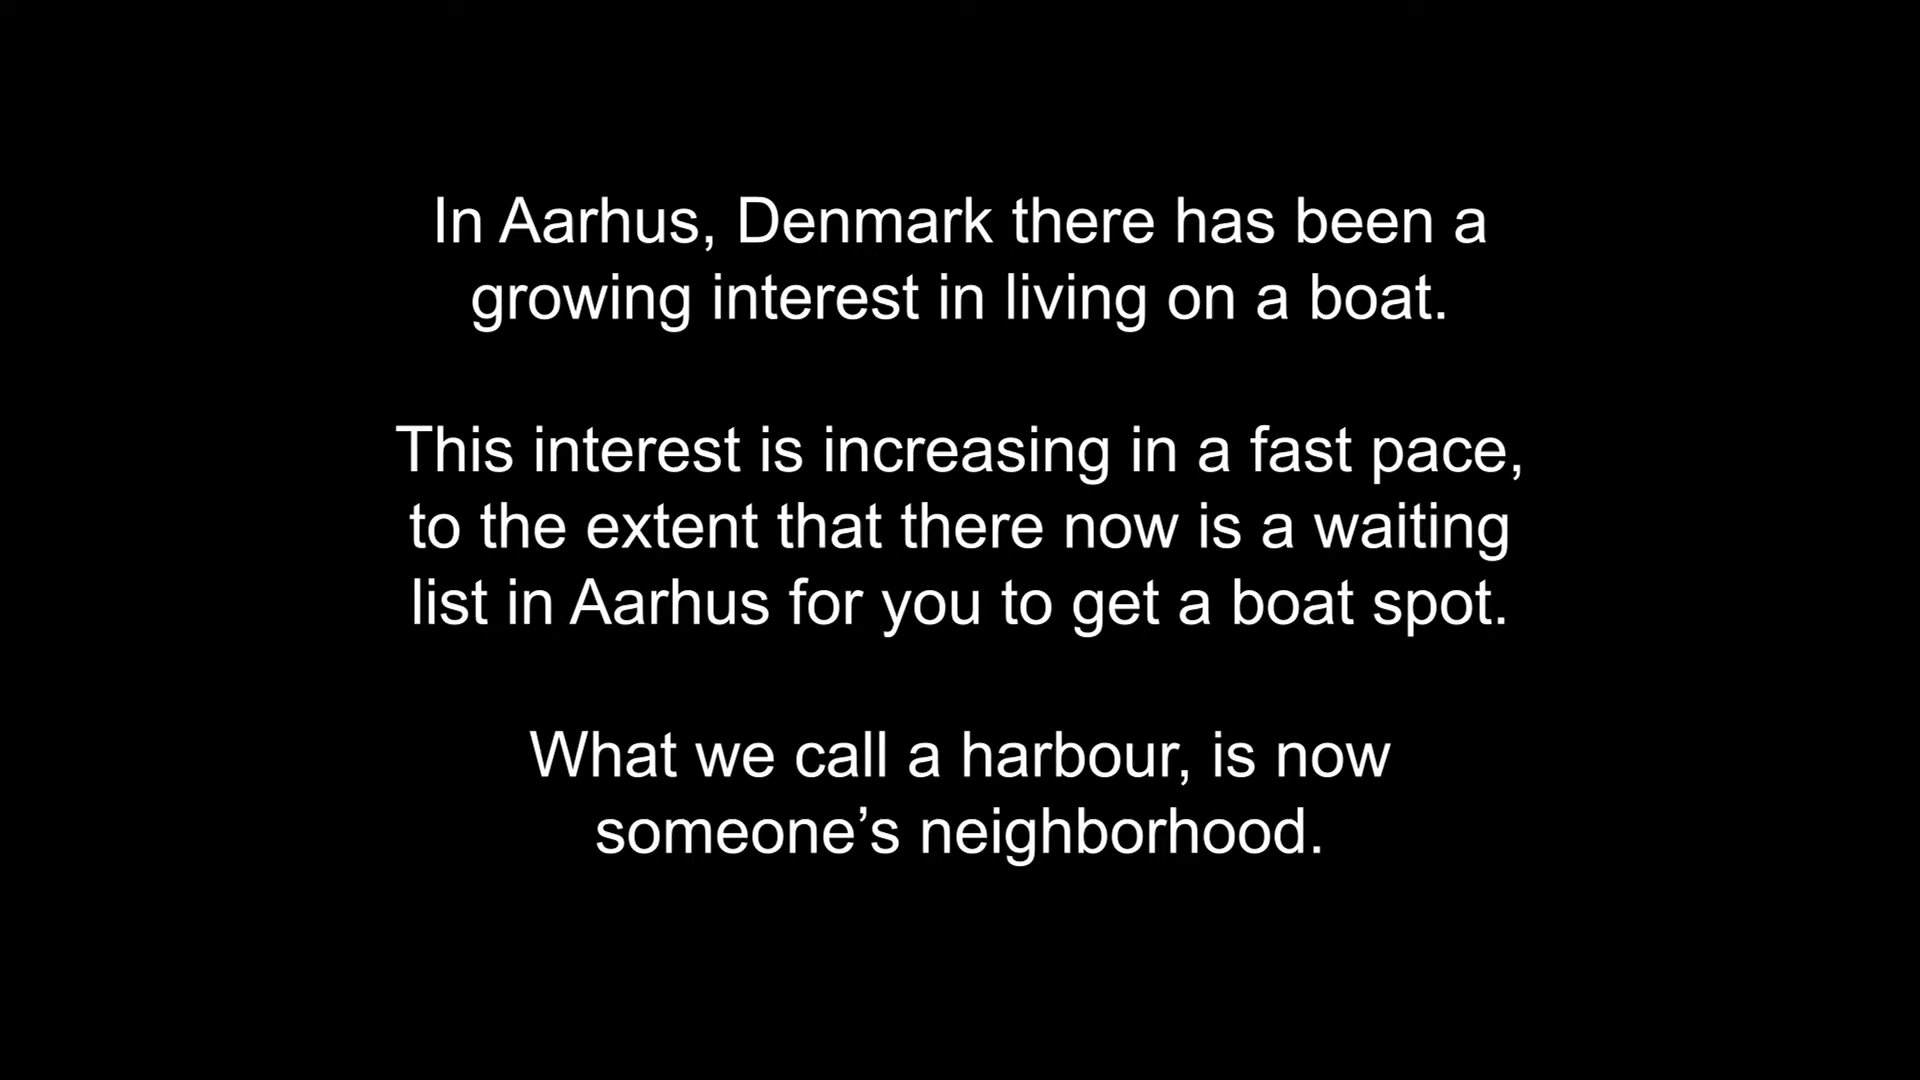 In Aarhus, Denmark there has been a
growing interest in living on a boat.
This interest is increasing in a fast pace,
to the extent that there now is a waiting
list in Aarhus for you to get a boat spot.
What we call a harbour, is now
someone’s neighborhood.